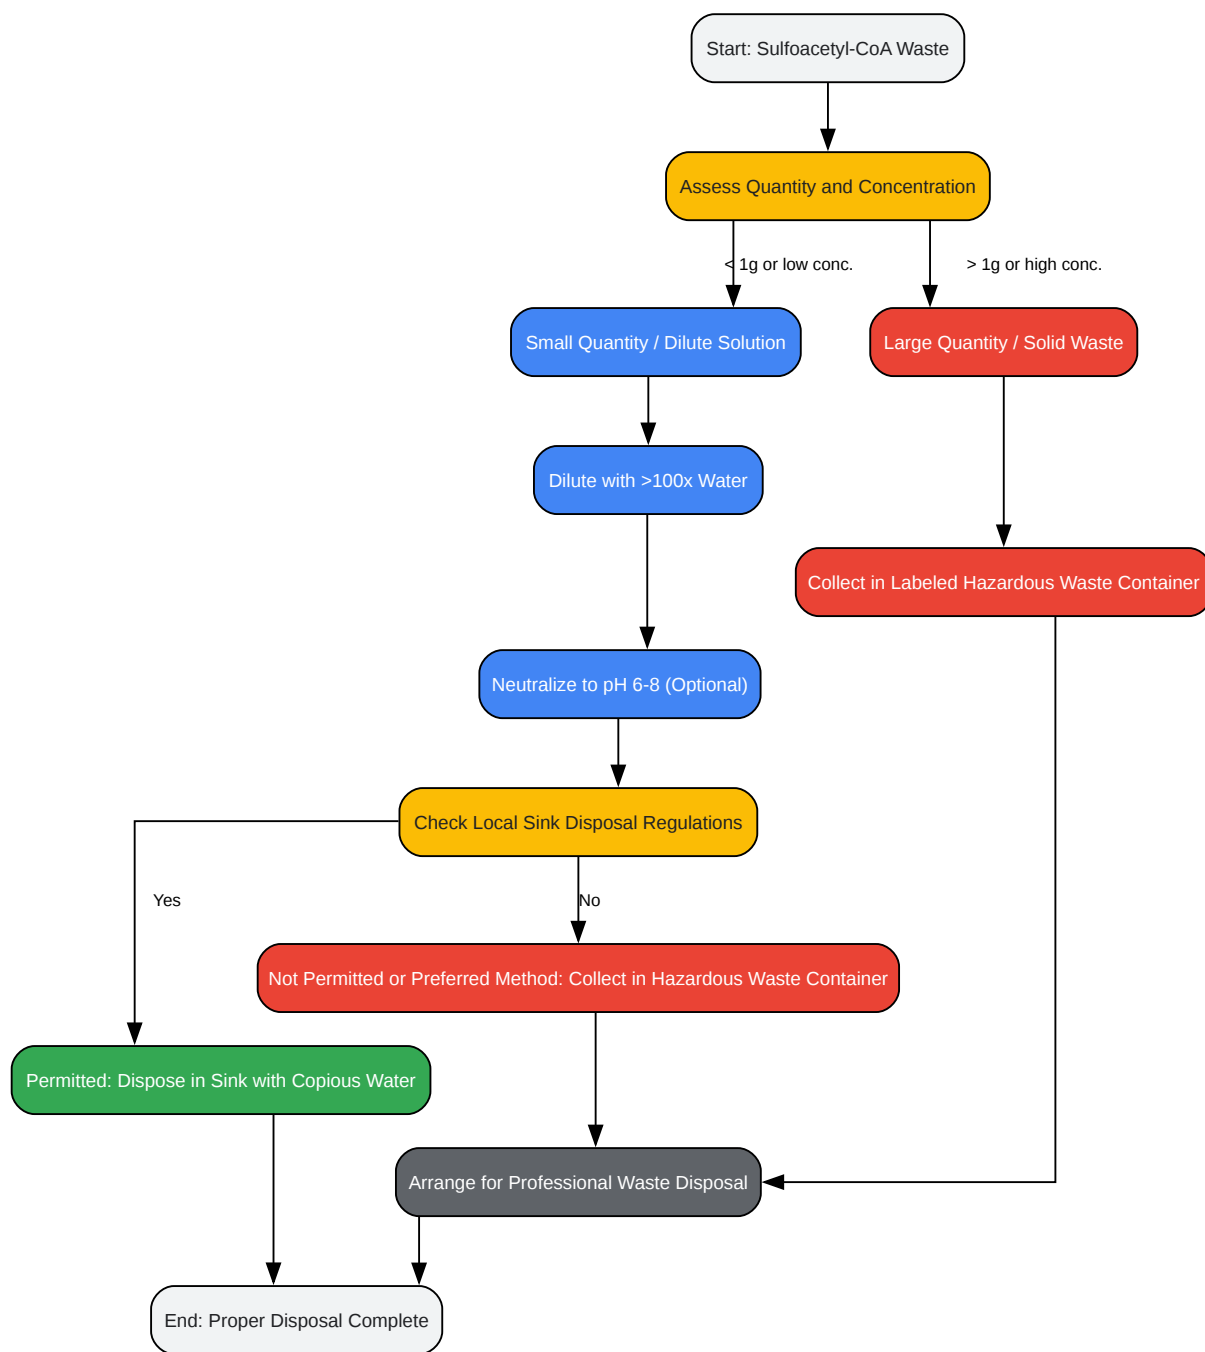 Start: Sulfoacetyl-CoA Waste
Assess Quantity and Concentration
< 1g or low conc.
> 1g or high conc.
Small Quantity / Dilute Solution
Large Quantity / Solid Waste
Dilute with >100x Water
Collect in Labeled Hazardous Waste Container
Neutralize to pH 6-8 (Optional)
Check Local Sink Disposal Regulations
Yes
No
Not Permitted or Preferred Method: Collect in Hazardous Waste Container
Permitted: Dispose in Sink with Copious Water
Arrange for Professional Waste Disposal
End: Proper Disposal Complete